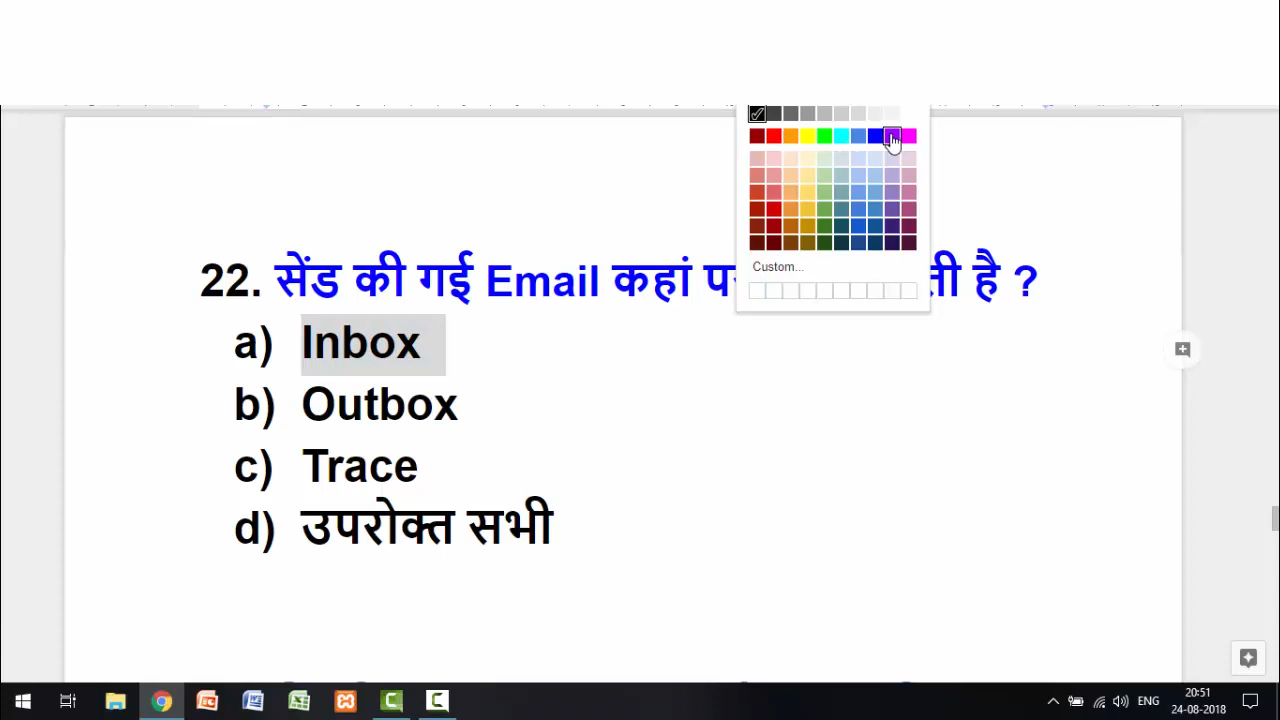 Custom...
22. सेंड की गई Email कहां है ?
a) Inbox
b) Outbox
c) Trace
d) उपरोक्त सभी
ENG
20:51
24-08-2018